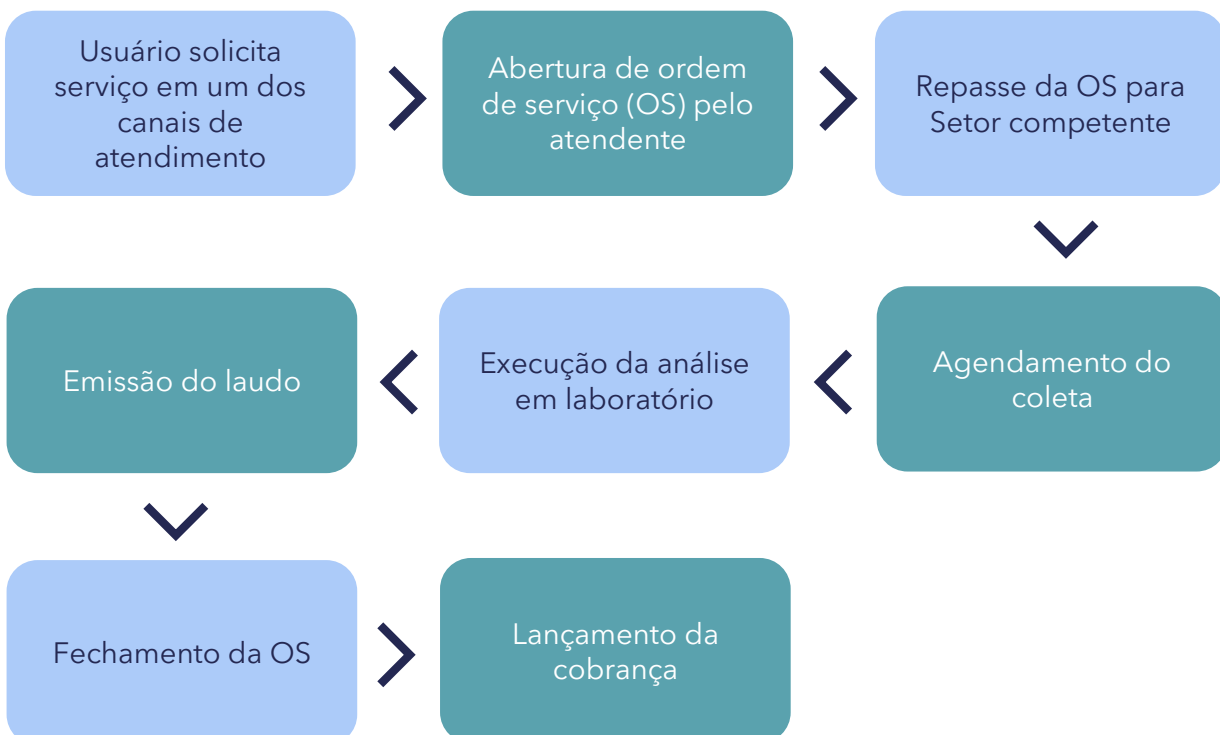 Usuário solicita
serviço em um dos
canais de
atendimento
Abertura de ordem
de serviço (OS) pelo
atendente
Repasse da OS para
Setor competente
Agendamento do
coleta
Execução da análise
em laboratório
Emissão do laudo
Fechamento da OS
Lançamento da
cobrança